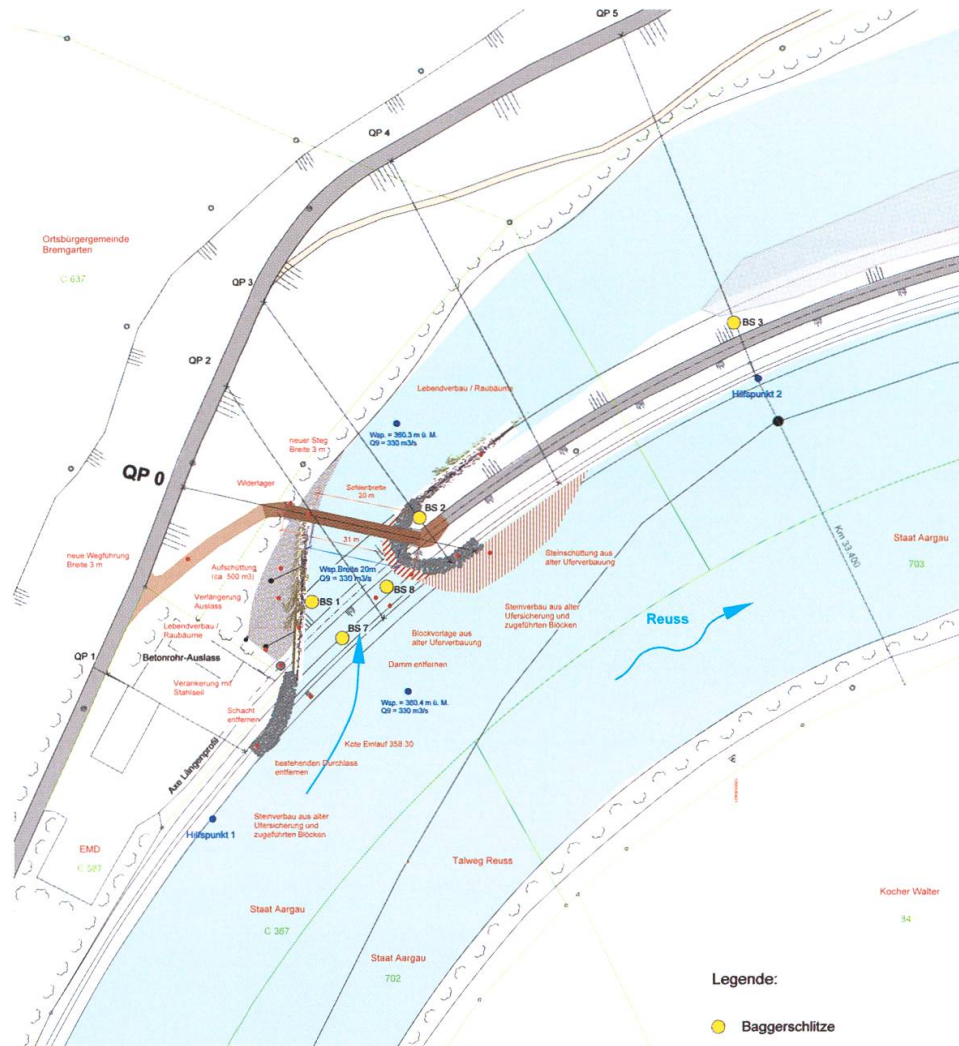 QP 5
QP 4
Ortsbürgergemeinde
Bremgarten
C 637
QP 3
BS 3
QP 2
Lebendverbau / Raubäume
Hilfspunkt 2
Wsp. = 360.3 m ü. M.
Q9 = 330 m3/s
neuer Steg
Breite 3 m
QP 0
Widerlager
Sohlenbreite
20 m
BS 2
Km 33.400
Staat Aargau
703
31 m
neue Wegführung
Breite 3 m
Aufschüttung
(ca. 500 m3)
Wsp.Breite 20m
Q9 = 330 m3/s
Steinschüttung aus
alter Uferverbauung
Verlängerung
Auslass
BS 1
BS 8
Steinverbau aus alter
Ufersicherung und
zugeführten Blöcken
Reuss
Lebendverbau /
Raubäume
BS 7
Blockvorlage aus
alter Uferverbauung
QP 1
Betonrohr-Auslass
Damm entfernen
Verankerung mit
Stahlseil
Wsp. = 360.4 m ü. M.
Q9 = 330 m3/s
Schacht
entfernen
Kote Einlauf 358.30
Axe Längenprofil
bestehenden Durchlass
entfernen
Steinverbau aus alter
Ufersicherung und
zugeführten Blöcken
Hilfspunkt 1
EMD
C 587
Talweg Reuss
Kocher Walter
84
Staat Aargau
C 367
Staat Aargau
702
Legende:
Baggerschlitze